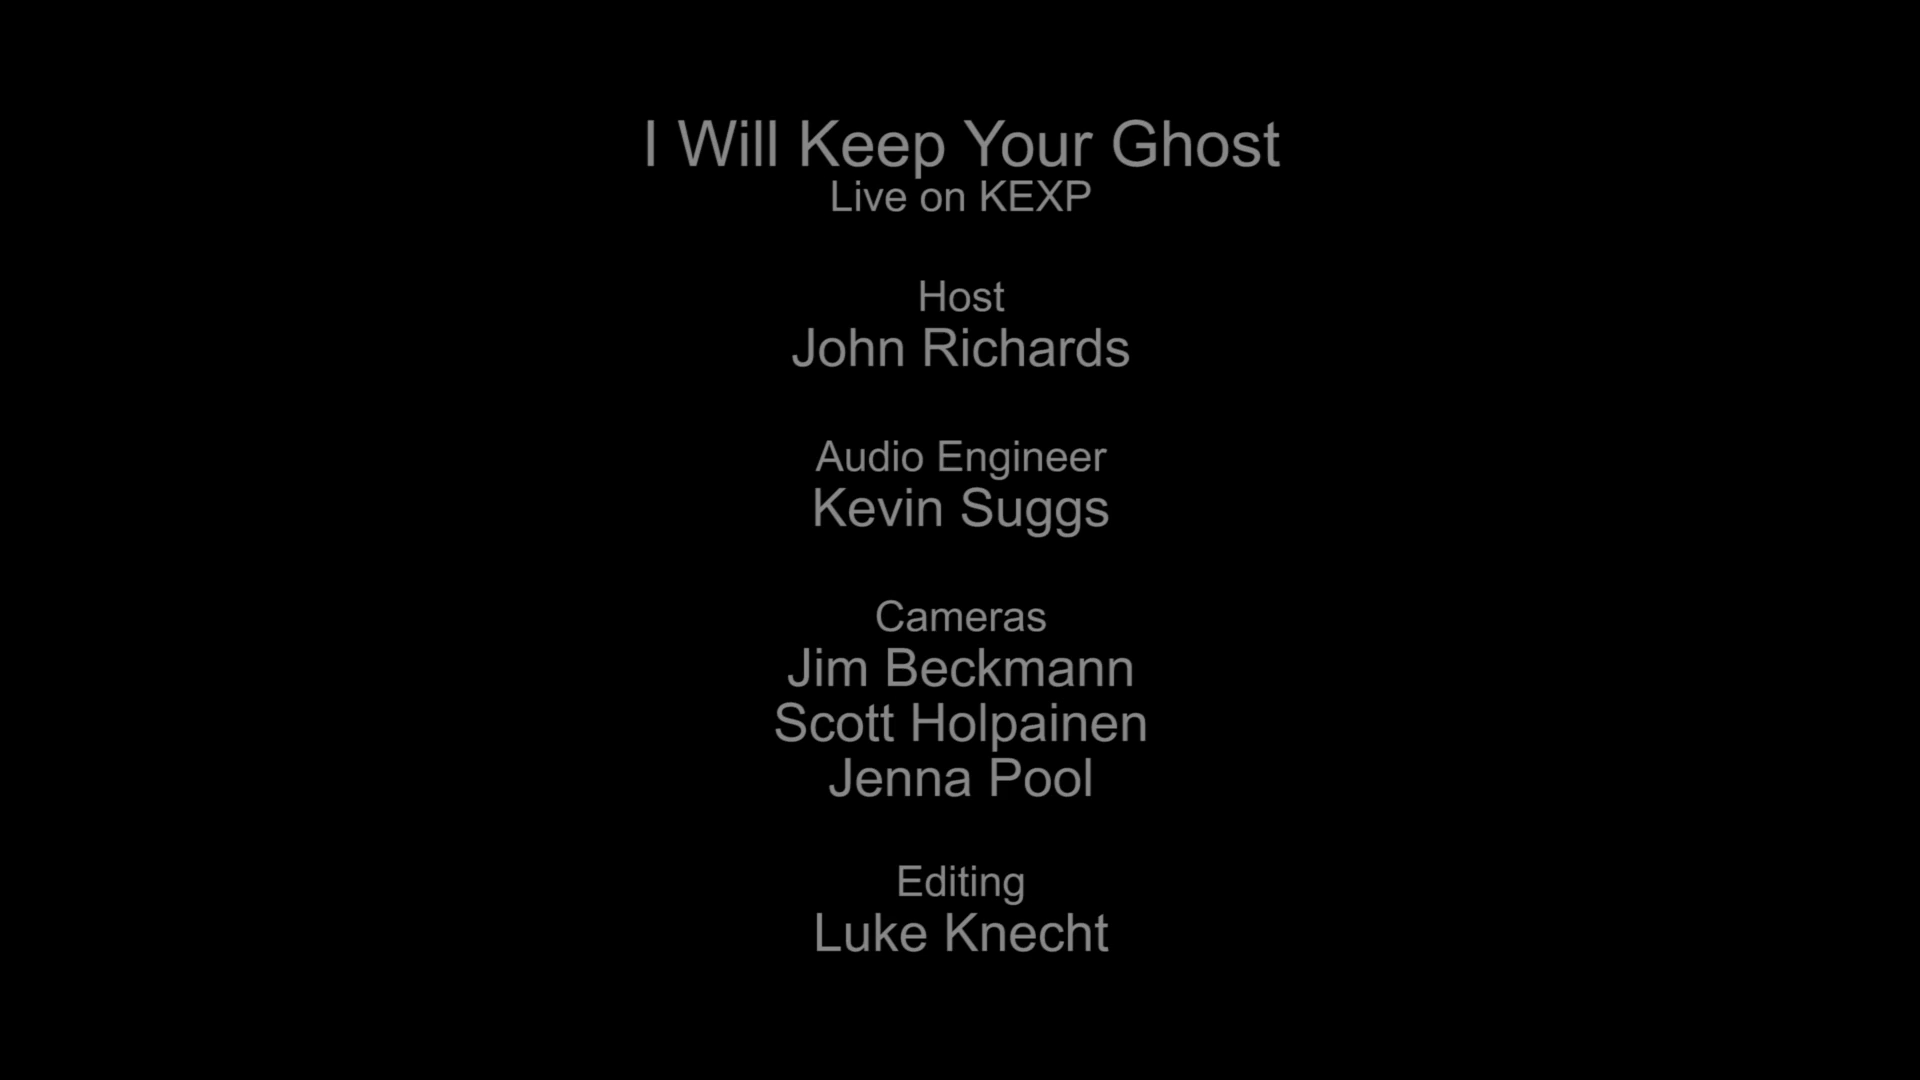 I Will Keep Your Ghost
Live on KEXP
Host
John Richards
Audio Engineer
Kevin Suggs
Cameras
Jim Beckmann
Scott Holpainen
Jenna Pool
Editing
Luke Knecht